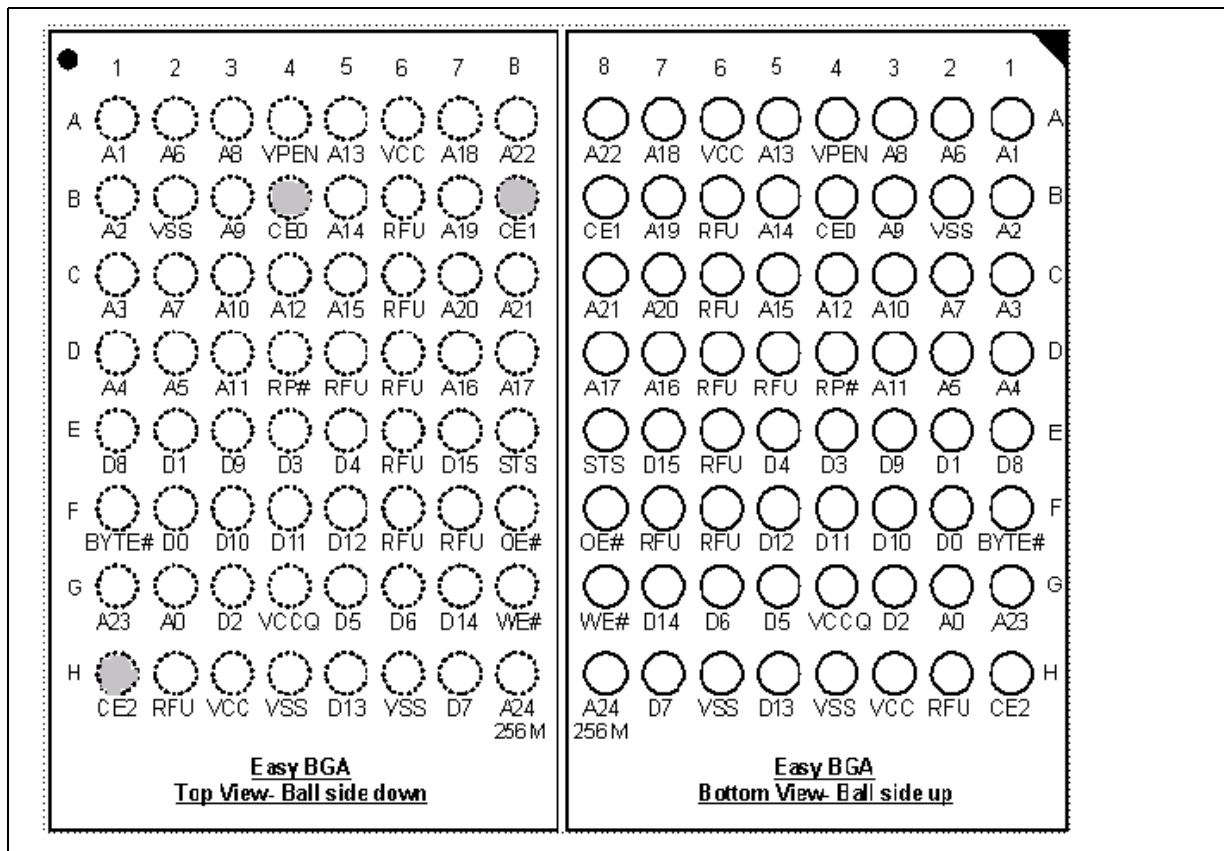 1 2 3 4 5 6 7 8
A
A1 A6 A8 VPEN A13 VCC A18 A22
B
A2 VSS A9 CE0 A14 RFU A19 CE1
C
A3 A7 A10 A12 A15 RFU A20 A21
D
A4 A5 A11 RP# RFU RFU A16 A17
E
D8 D1 D9 D3 D4 RFU D15 STS
F
BYTE# D0 D10 D11 D12 RFU RFU OE#
G
A23 A0 D2 VCCQ D5 D6 D14 WE#
H
CE2 RFU VCC VSS D13 VSS D7 A24
256M
Easy BGA
Top View- Ball side down
8 7 6 5 4 3 2 1
A
A22 A18 VCC A13 VPEN A8 A6 A1
B
CE1 A19 RFU A14 CE0 A9 VSS A2
C
A21 A20 RFU A15 A12 A10 A7 A3
D
A17 A16 RFU RFU RP# A11 A5 A4
E
STS D15 RFU D4 D3 D9 D1 D8
F
OE# RFU RFU D12 D11 D10 D0 BYTE#
G
WE# D14 D6 D5 VCCQ D2 A0 A23
H
A24 D7 VSS D13 VSS VCC RFU CE2
256M
Easy BGA
Bottom View- Ball side up